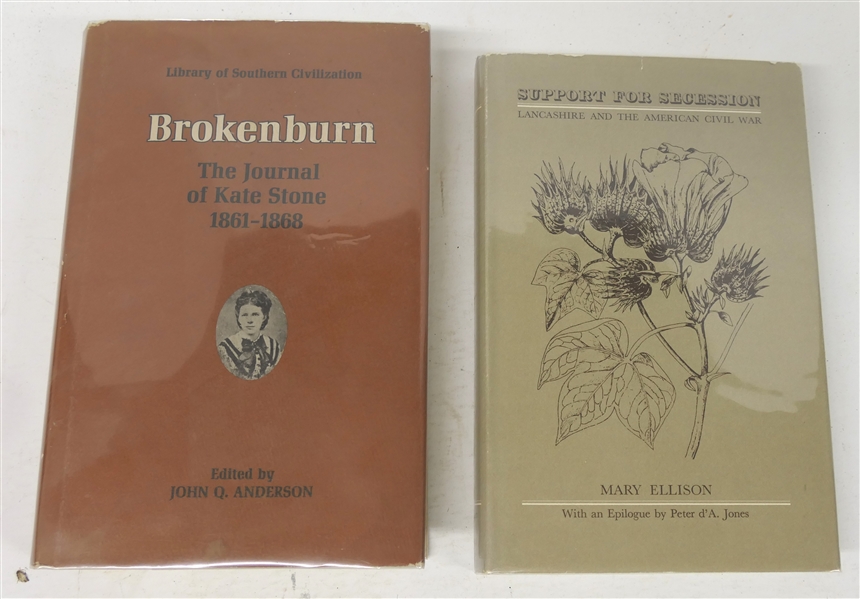 Library of Southern Civilization
Brokenburn
The Journal
of Kate Stone
1861–1868
Edited by
JOHN Q. ANDERSON
SUPPORT FOR SECESSION
LANCASHIRE AND THE AMERICAN CIVIL WAR
MARY ELLISON
With an Epilogue by Peter d'A. Jones